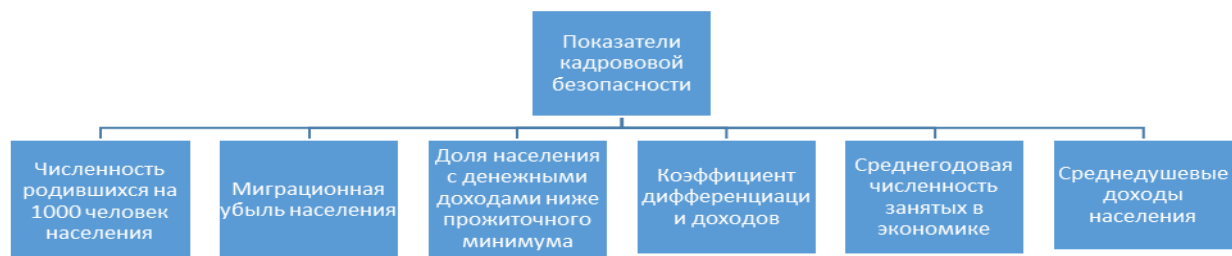 Показатели
кадрововой
безопасности
Численность
родившихся на
1000 человек
населения
Миграционная
убыль населения
Доля населения
с денежными
доходами ниже
прожиточного
минимума
Коэффициент
дифференциаци
и доходов
Среднегодовая
численность
занятых в
экономике
Среднедушевые
доходы
населения